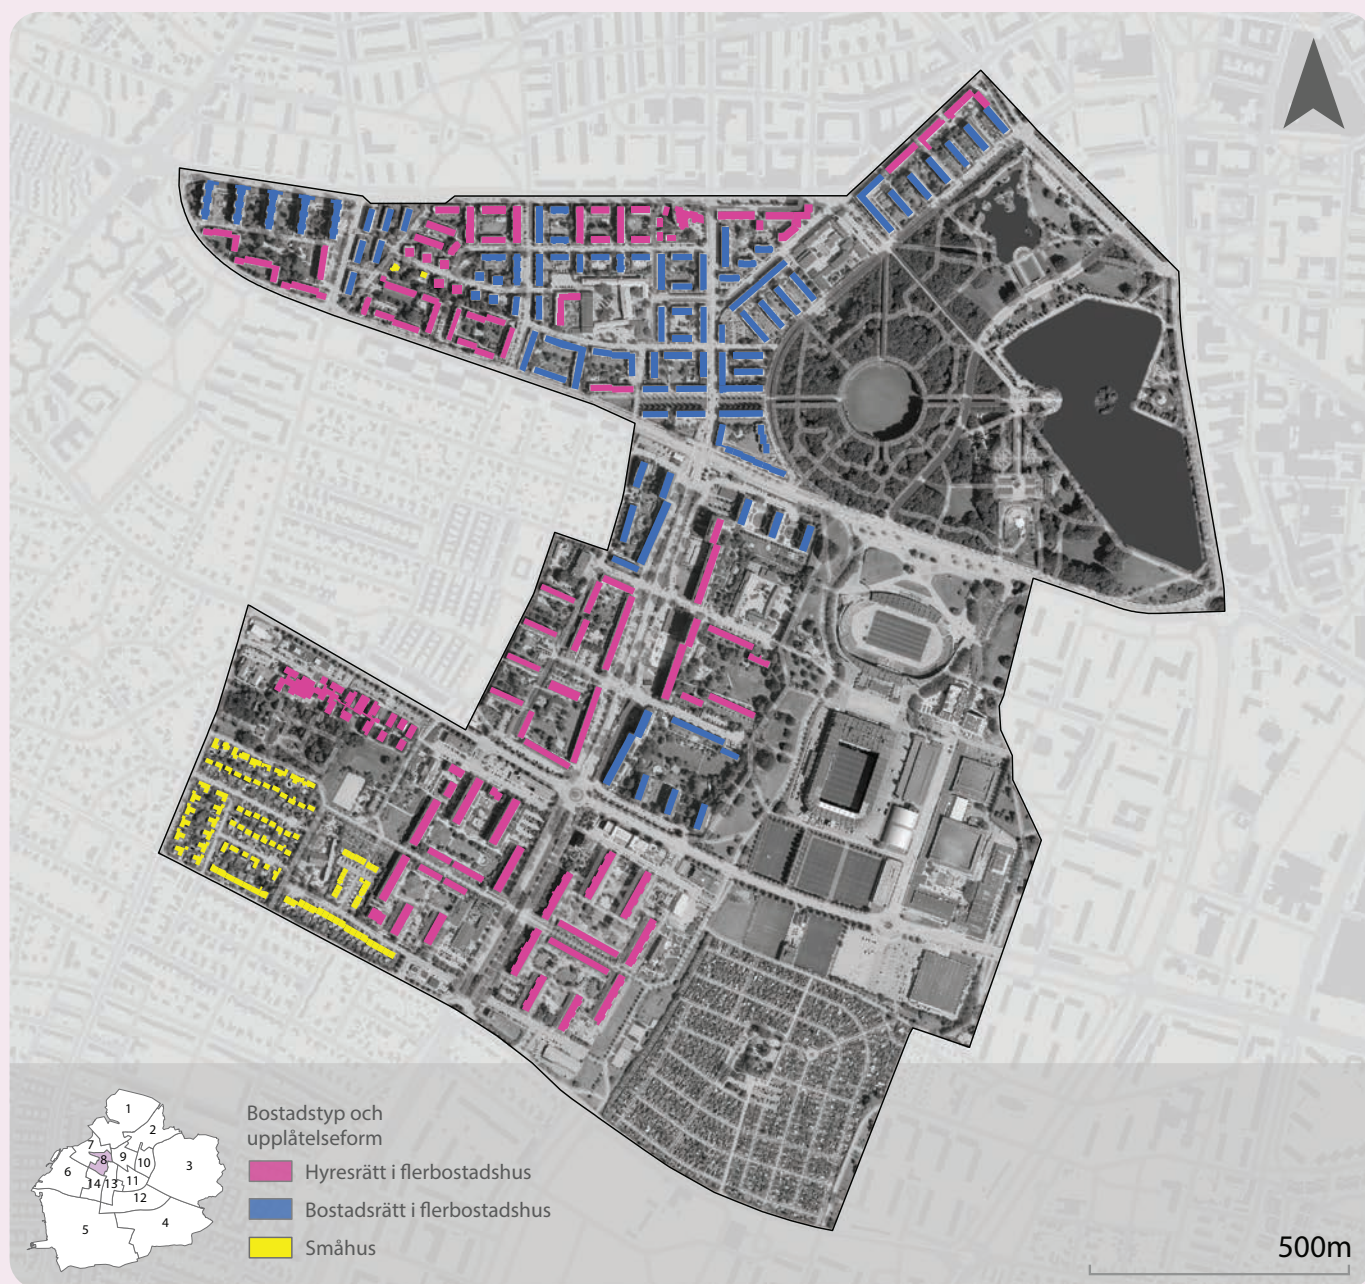 1
2
7
8
9
10
3
6
14
13
11
12
5
4
Bostadstyp och
upplåtelseform
Hyresrätt i flerbostadshus
Bostadsrätt i flerbostadshus
Småhus
500m